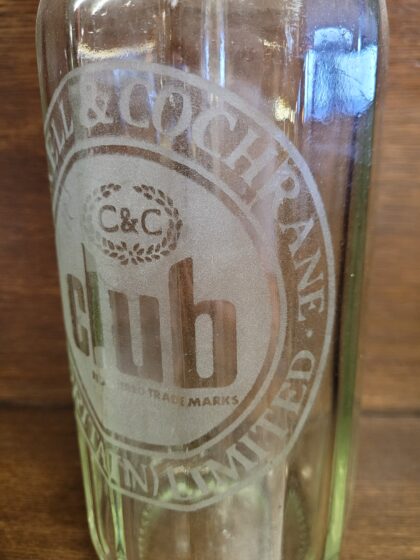 ELL & COCHRANE ·
C&C
club
TRADE MARKS
LIMITED